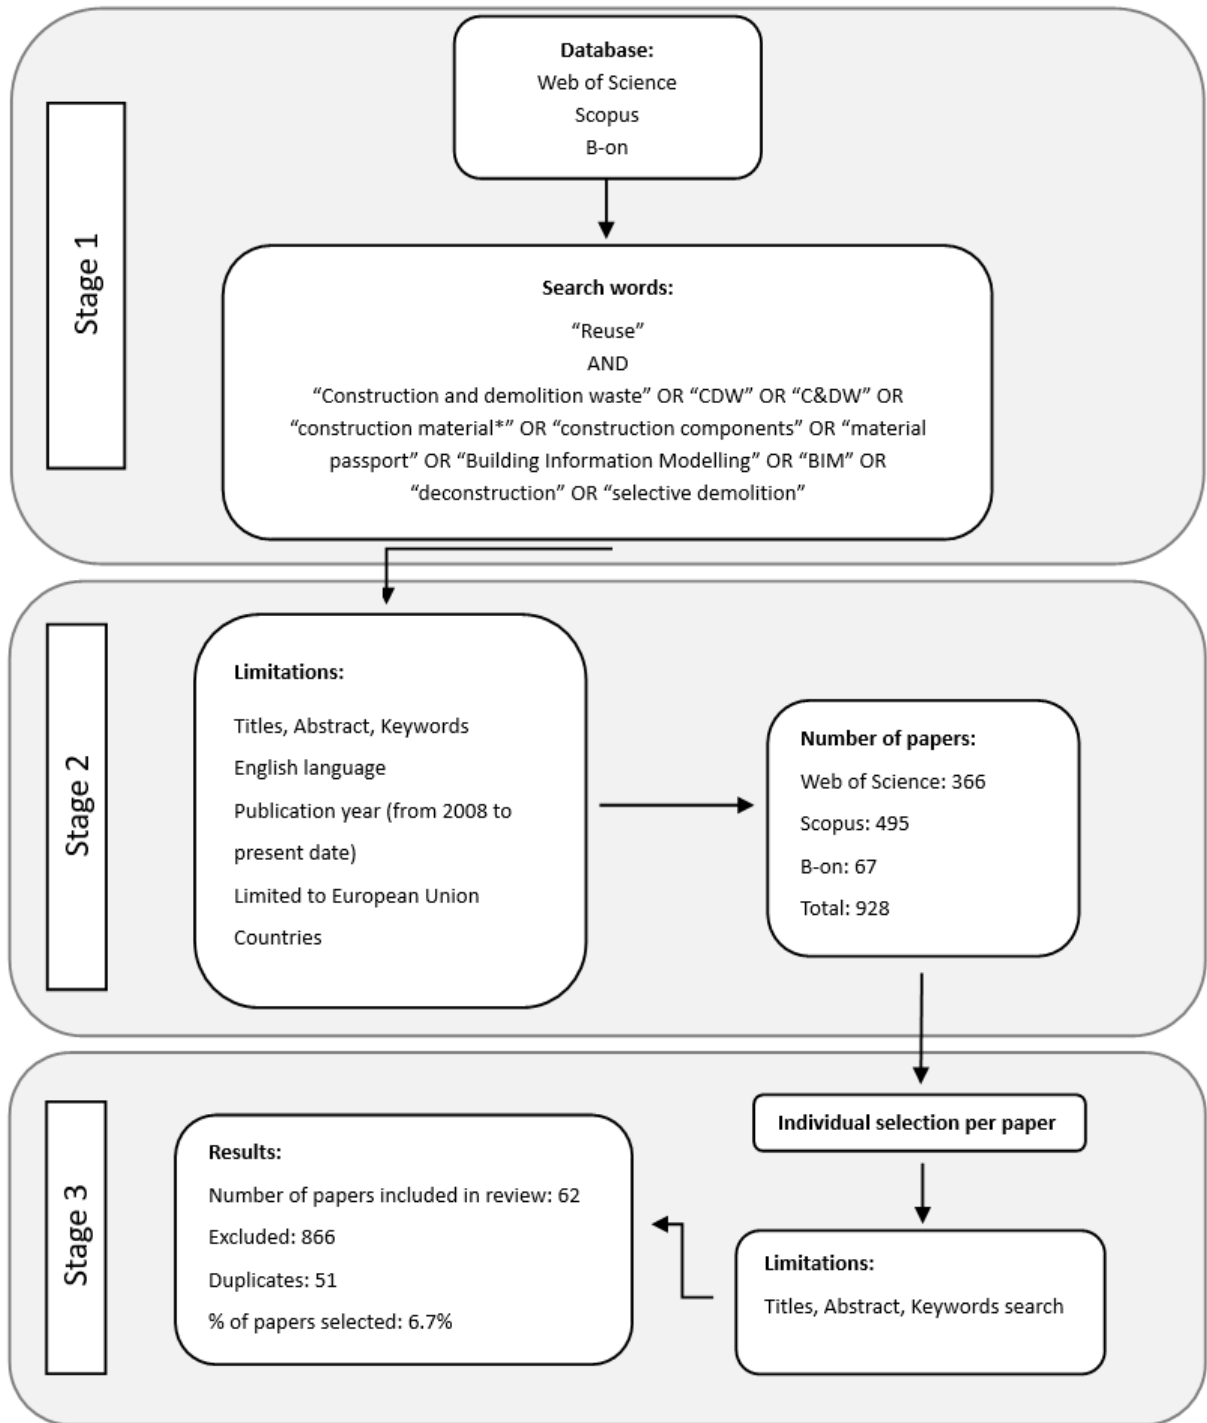 Stage 1
Database:
Web of Science
Scopus
B-on
Search words:
“Reuse”
AND
“Construction and demolition waste” OR “CDW” OR “C&DW” OR
“construction material*” OR “construction components” OR “material
passport” OR “Building Information Modelling” OR “BIM” OR
“deconstruction” OR “selective demolition”
Stage 2
Limitations:
Titles, Abstract, Keywords
English language
Publication year (from 2008 to
present date)
Limited to European Union
Countries
Number of papers:
Web of Science: 366
Scopus: 495
B-on: 67
Total: 928
Stage 3
Individual selection per paper
Limitations:
Titles, Abstract, Keywords search
Results:
Number of papers included in review: 62
Excluded: 866
Duplicates: 51
% of papers selected: 6.7%